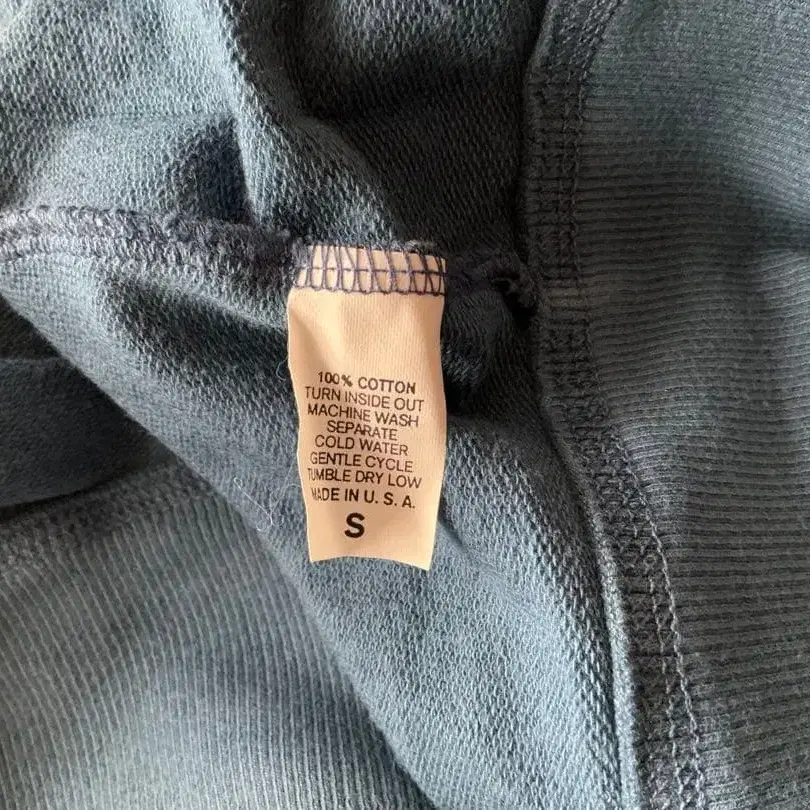 100% COTTON
TURN INSIDE OUT
MACHINE WASH
SEPARATE
COLD WATER
GENTLE CYCLE
TUMBLE DRY LOW
MADE IN U. S. A.
S